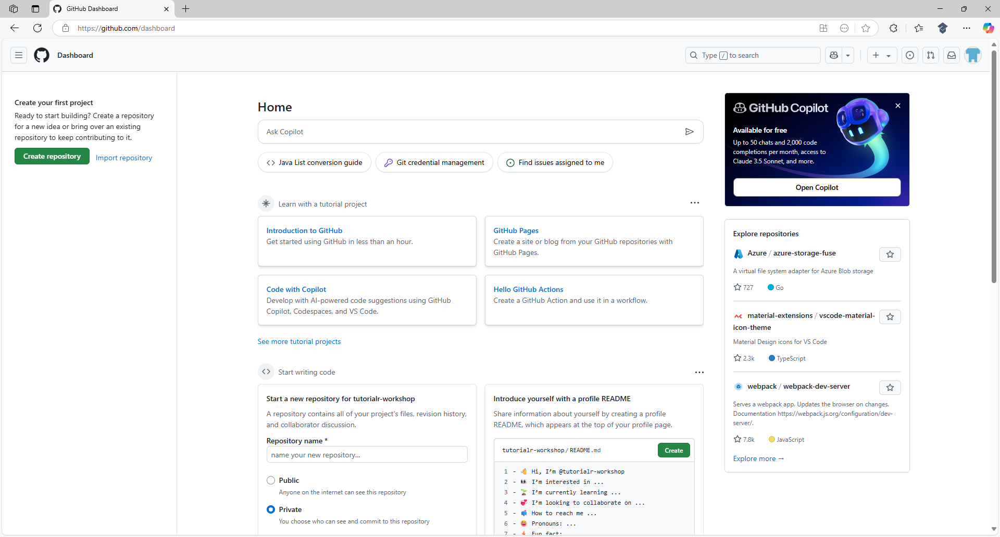 GitHub Dashboard
https://github.com/dashboard
Dashboard
Type / to search
Create your first project
Ready to start building? Create a repository
for a new idea or bring over an existing
repository to keep contributing to it.
Create repository
Import repository
Home
Ask Copilot
Java List conversion guide
Git credential management
Find issues assigned to me
Learn with a tutorial project
Introduction to GitHub
Get started using GitHub in less than an hour.
GitHub Pages
Create a site or blog from your GitHub repositories with
GitHub Pages.
Code with Copilot
Develop with AI-powered code suggestions using GitHub
Copilot, Codespaces, and VS Code.
Hello GitHub Actions
Create a GitHub Action and use it in a workflow.
See more tutorial projects
Start writing code
Start a new repository for tutorialr-workshop
A repository contains all of your project's files, revision history,
and collaborator discussion.
Repository name *
name your new repository...
Public
Anyone on the internet can see this repository
Private
You choose who can see and commit to this repository
Introduce yourself with a profile README
Share information about yourself by creating a profile
README, which appears at the top of your profile page.
tutorialr-workshop / README.md
Create
1 - 👋 Hi, I’m @tutorialr-workshop
2 - 👀 I’m interested in ...
3 - 🌱 I’m currently learning ...
4 - 💞️ I’m looking to collaborate on ...
5 - 📫 How to reach me ...
6 - 😄 Pronouns: ...
7 - ⚡ Fun fact: ...
GitHub Copilot
Available for free
Up to 50 chats and 2,000 code
completions per month, access to
Claude 3.5 Sonnet, and more.
Open Copilot
Explore repositories
Azure / azure-storage-fuse
A virtual file system adapter for Azure Blob storage
727
Go
material-extensions / vscode-material-
icon-theme
Material Design icons for VS Code
2.3k
TypeScript
webpack / webpack-dev-server
Serves a webpack app. Updates the browser on changes.
Documentation https://webpack.js.org/configuration/dev-
server/.
7.8k
JavaScript
Explore more →